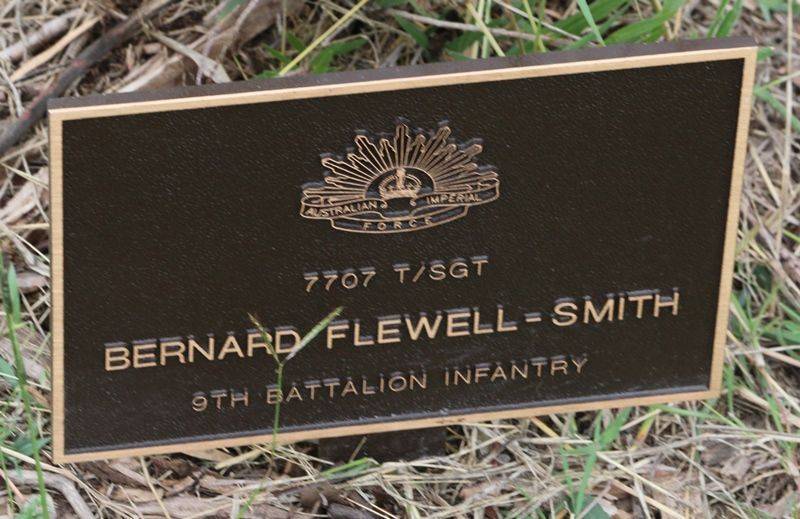 AUSTRALIAN IMPERIAL
FORCE
7707 T/SGT
BERNARD FLEWELL-SMITH
9TH BATTALION INFANTRY